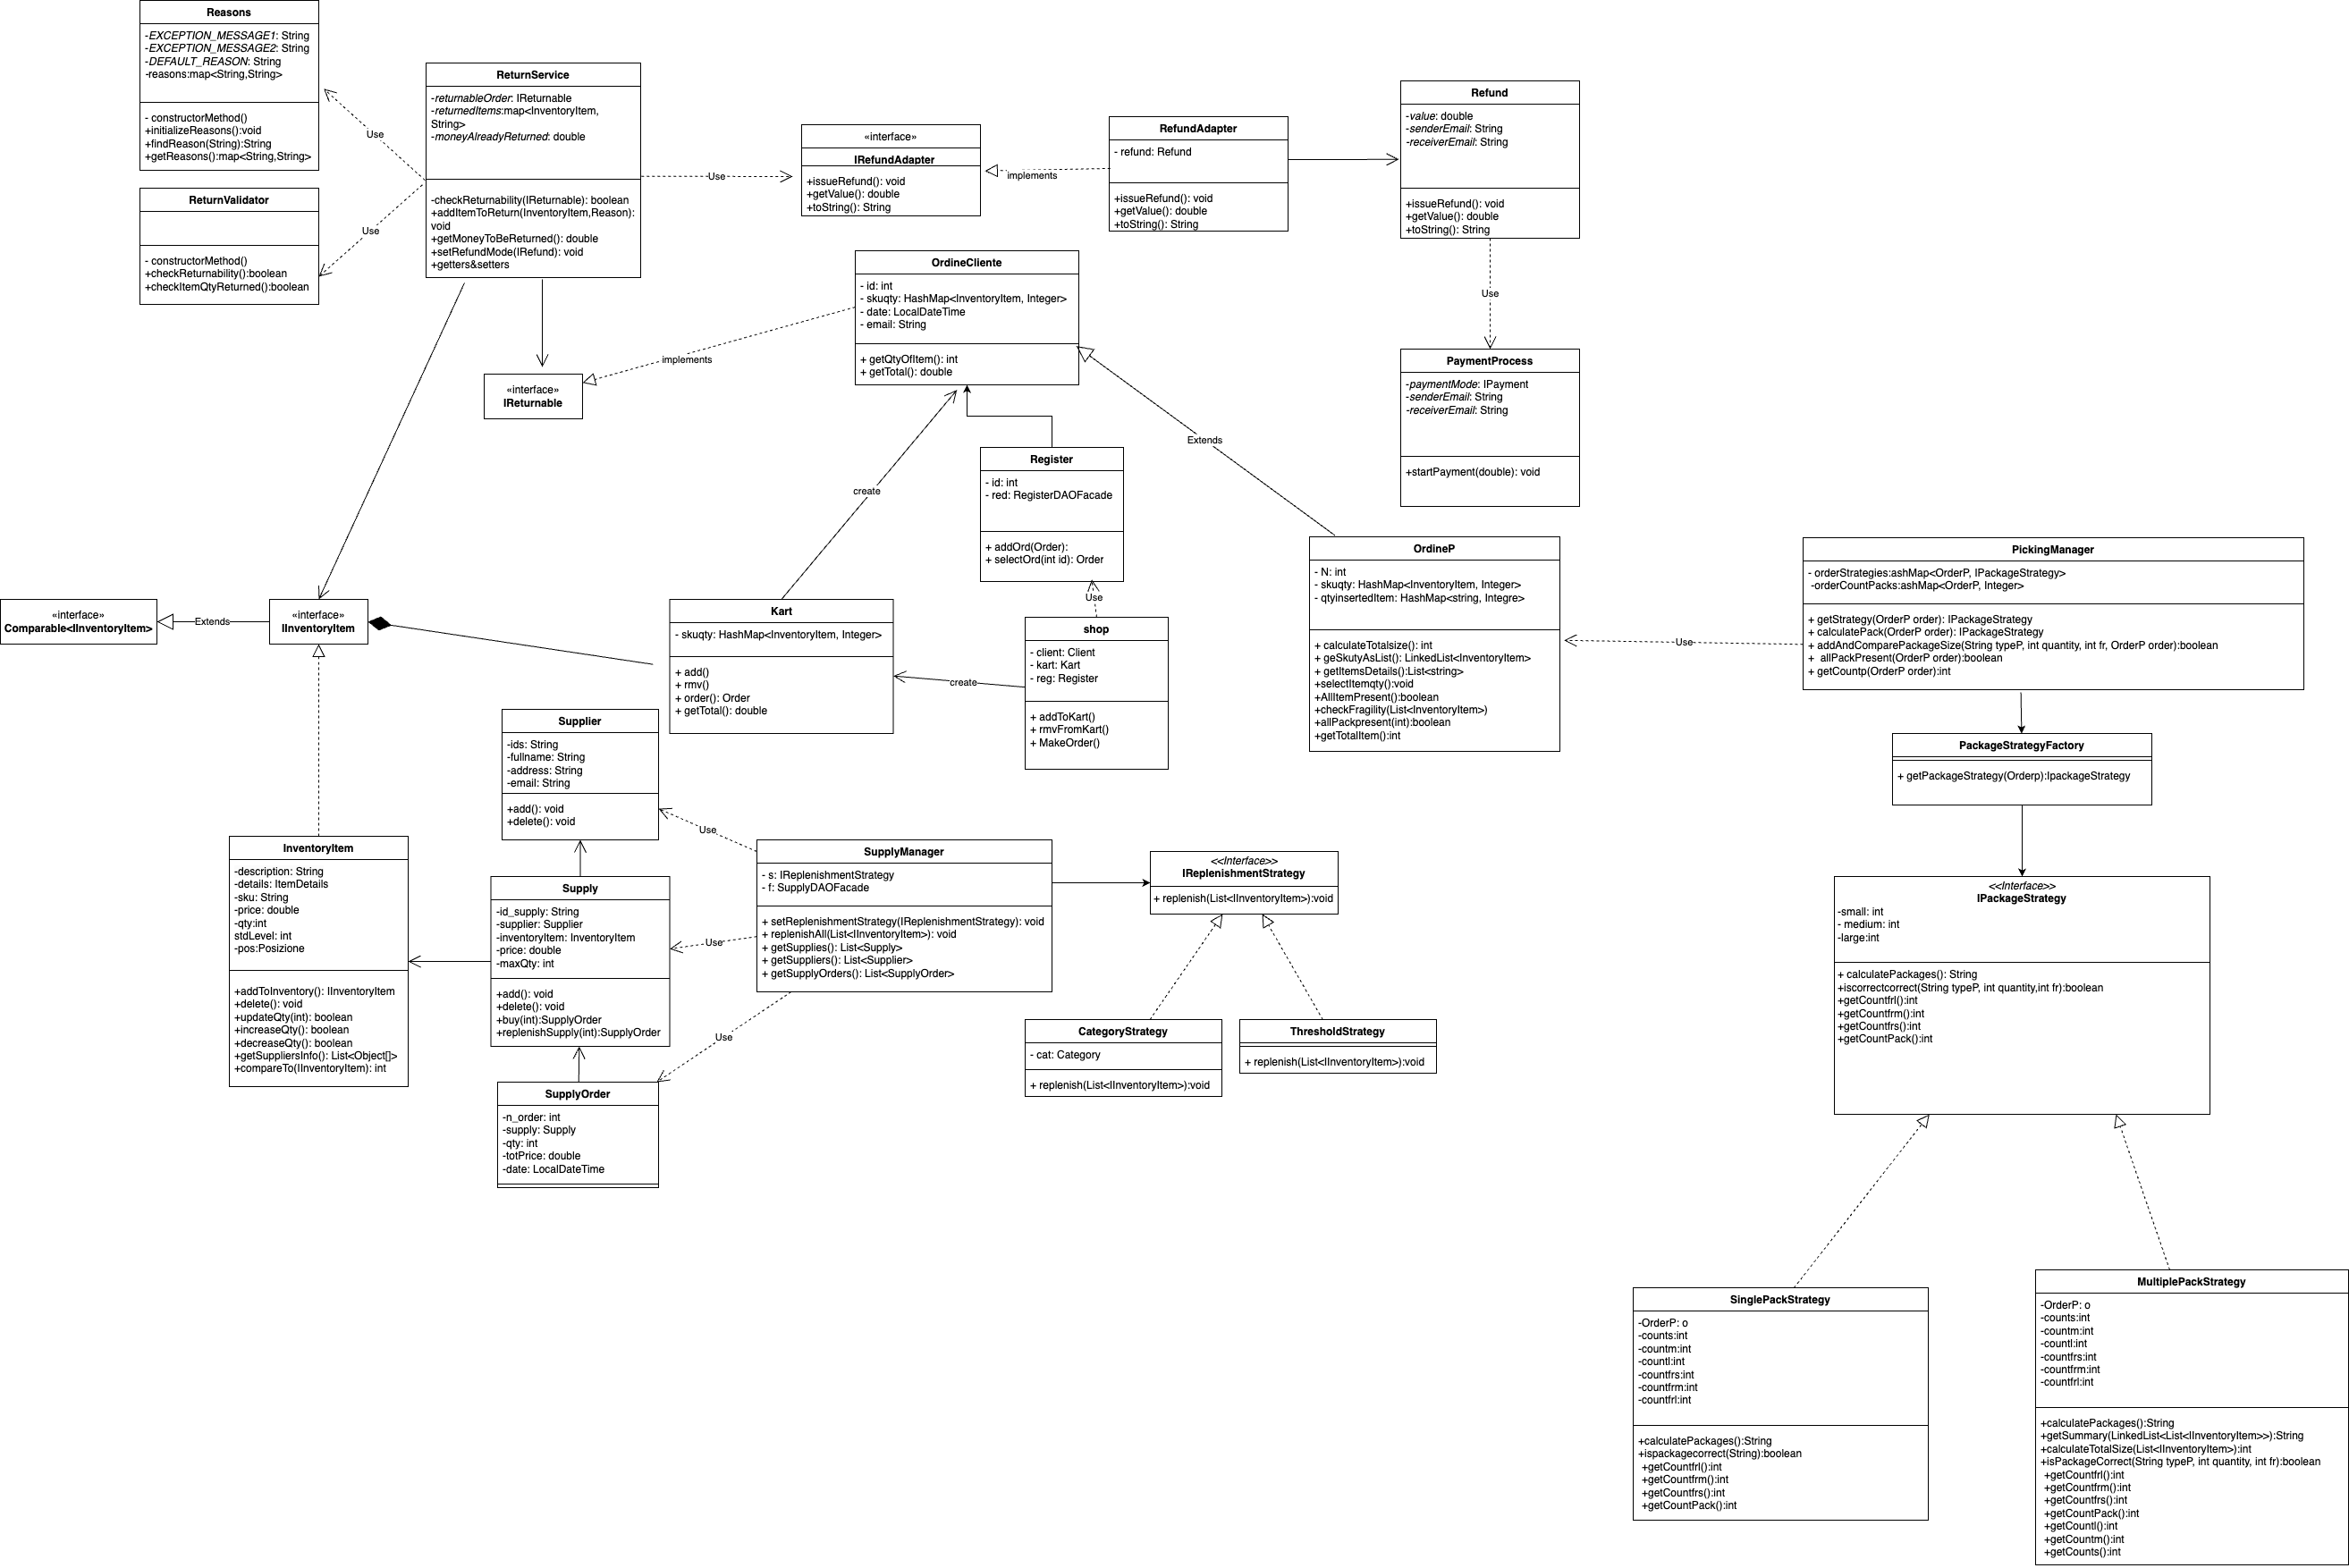 Reasons
-EXCEPTION_MESSAGE1: String
-EXCEPTION_MESSAGE2: String
-DEFAULT_REASON: String
-reasons:map<String,String>
- constructorMethod()
+initializeReasons():void
+findReason(String):String
+getReasons():map<String,String>
ReturnValidator
- constructorMethod()
+checkReturnability():boolean
+checkItemQtyReturned():boolean
Use
Use
ReturnService
-returnableOrder: IReturnable
-returnedItems:map<InventoryItem,
String>
-moneyAlreadyReturned: double
-checkReturnability(IReturnable): boolean
+addItemToReturn(InventoryItem,Reason):
void
+getMoneyToBeReturned(): double
+setRefundMode(IRefund): void
+getters&setters
Use
«interface»
IRefundAdapter
+issueRefund(): void
+getValue(): double
+toString(): String
implements
RefundAdapter
- refund: Refund
+issueRefund(): void
+getValue(): double
+toString(): String
Refund
-value: double
-senderEmail: String
-receiverEmail: String
+issueRefund(): void
+getValue(): double
+toString(): String
Use
PaymentProcess
-paymentMode: IPayment
-senderEmail: String
-receiverEmail: String
+startPayment(double): void
OrdineCliente
- id: int
- skuqty: HashMap<InventoryItem, Integer>
- date: LocalDateTime
- email: String
+ getQtyOfItem(): int
+ getTotal(): double
implements
«interface»
IReturnable
Extends
create
Register
- id: int
- red: RegisterDAOFacade
+ addOrd(Order):
+ selectOrd(int id): Order
Use
«interface»
Comparable<IInventoryItem>
Extends
«interface»
IInventoryItem
Kart
- skuqty: HashMap<InventoryItem, Integer>
+ add()
+ rmv()
+ order(): Order
+ getTotal(): double
create
shop
- client: Client
- kart: Kart
- reg: Register
+ addToKart()
+ rmvFromKart()
+ MakeOrder()
OrdineP
- N: int
- skuqty: HashMap<InventoryItem, Integer>
- qtyinsertedItem: HashMap<string, Integre>
+ calculateTotalsize(): int
+ geSkutyAsList(): LinkedList<InventoryItem>
+ getItemsDetails():List<string>
+selectItemqty():void
+AllItemPresent():boolean
+checkFragility(List<InventoryItem>)
+allPackpresent(int):boolean
+getTotalItem():int
Use
PickingManager
- orderStrategies:ashMap<OrderP, IPackageStrategy>
-orderCountPacks:ashMap<OrderP, Integer>
+ getStrategy(OrderP order): IPackageStrategy
+ calculatePack(OrderP order): IPackageStrategy
+ addAndComparePackageSize(String typeP, int quantity, int fr, OrderP order):boolean
+ allPackPresent(OrderP order):boolean
+ getCountp(OrderP order):int
PackageStrategyFactory
+ getPackageStrategy(Orderp):IpackageStrategy
<<Interface>>
IPackageStrategy
-small: int
- medium: int
-large:int
+ calculatePackages(): String
+iscorrectcorrect(String typeP, int quantity,int fr):boolean
+getCountfrl():int
+getCountfrm():int
+getCountfrs():int
+getCountPack():int
Supplier
-ids: String
-fullname: String
-address: String
-email: String
+add(): void
+delete(): void
Use
InventoryItem
-description: String
-details: ItemDetails
-sku: String
-price: double
-qty:int
stdLevel: int
-pos:Posizione
+addToInventory(): IInventoryItem
+delete(): void
+updateQty(int): boolean
+increaseQty(): boolean
+decreaseQty(): boolean
+getSuppliersInfo(): List<Object[]>
+compareTo(IInventoryItem): int
Supply
-id_supply: String
-supplier: Supplier
-inventoryItem: InventoryItem
-price: double
-maxQty: int
+add(): void
+delete(): void
+buy(int):SupplyOrder
+replenishSupply(int):SupplyOrder
Use
Use
SupplyManager
- s: IReplenishmentStrategy
- f: SupplyDAOFacade
+ setReplenishmentStrategy(IReplenishmentStrategy): void
+ replenishAll(List<IInventoryItem>): void
+ getSupplies(): List<Supply>
+ getSuppliers(): List<Supplier>
+ getSupplyOrders(): List<SupplyOrder>
<<Interface>>
IReplenishmentStrategy
+ replenish(List<IInventoryItem>):void
CategoryStrategy
- cat: Category
+ replenish(List<IInventoryItem>):void
ThresholdStrategy
+ replenish(List<IInventoryItem>):void
SupplyOrder
-n_order: int
-supply: Supply
-qty: int
-totPrice: double
-date: LocalDateTime
SinglePackStrategy
-OrderP: o
-counts:int
-countm:int
-countl:int
-countfrs:int
-countfrm:int
-countfrl:int
+calculatePackages():String
+ispackagecorrect(String):boolean
+getCountfrl():int
+getCountfrm():int
+getCountfrs():int
+getCountPack():int
MultiplePackStrategy
-OrderP: o
-counts:int
-countm:int
-countl:int
-countfrs:int
-countfrm:int
-countfrl:int
+calculatePackages():String
+getSummary(LinkedList<List<IInventoryItem>>):String
+calculateTotalSize(List<IInventoryItem>):int
+isPackageCorrect(String typeP, int quantity, int fr):boolean
+getCountfrl():int
+getCountfrm():int
+getCountfrs():int
+getCountPack():int
+getCountl():int
+getCountm():int
+getCounts():int